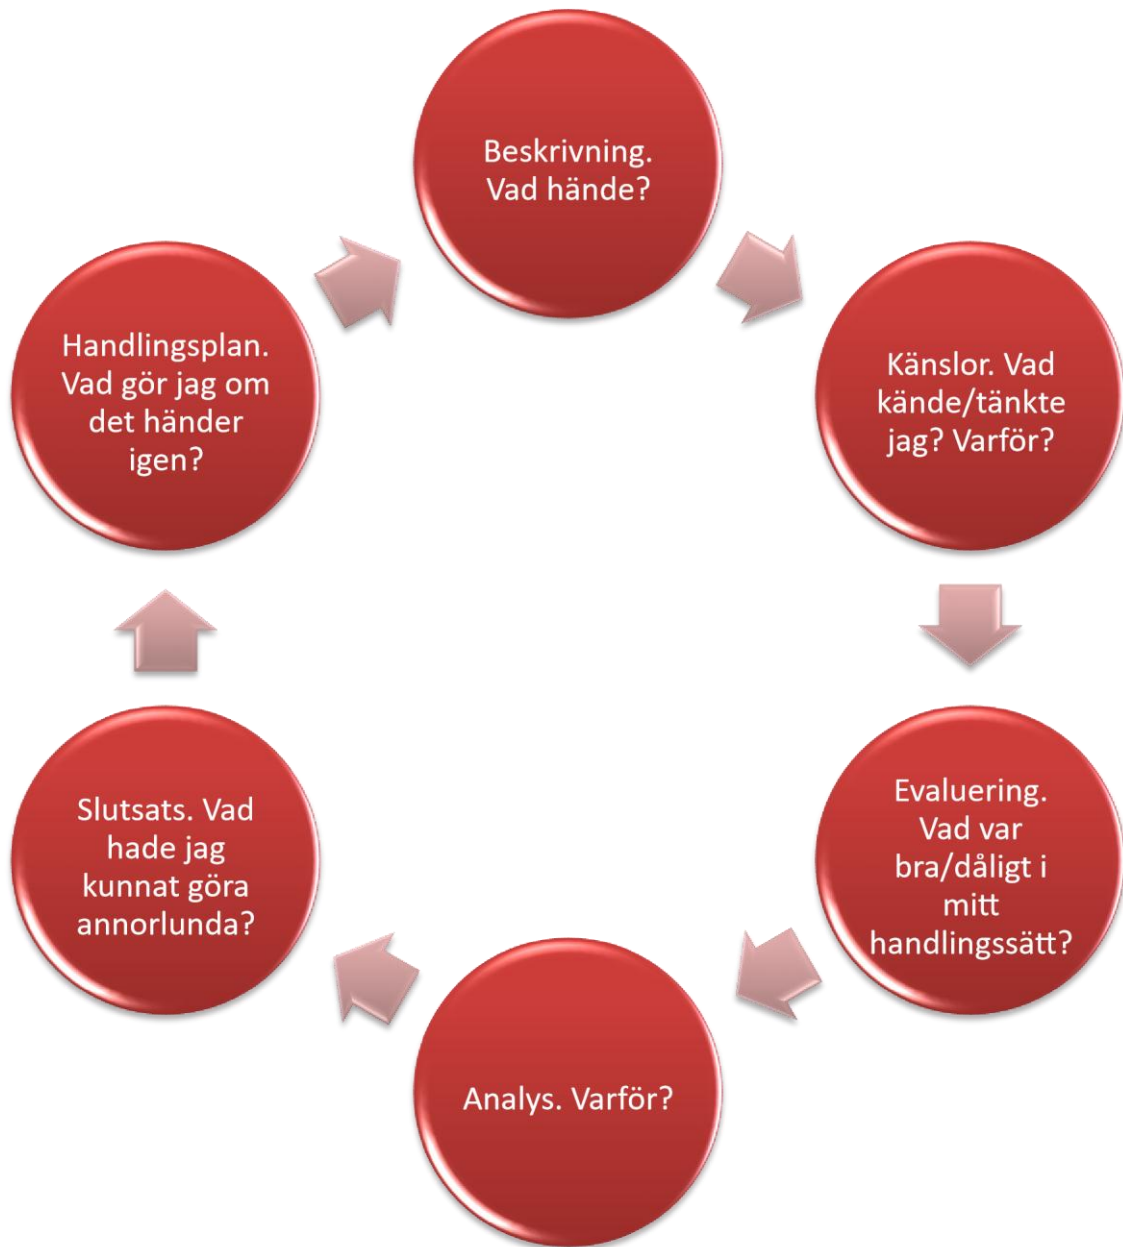 Beskrivning.
Vad hände?
Känslor. Vad
kände/tänkte
jag? Varför?
Evaluering.
Vad var
bra/dåligt i
mitt
handlingssätt?
Analys. Varför?
Slutsats. Vad
hade jag
kunnat göra
annorlunda?
Handlingsplan.
Vad gör jag om
det händer
igen?